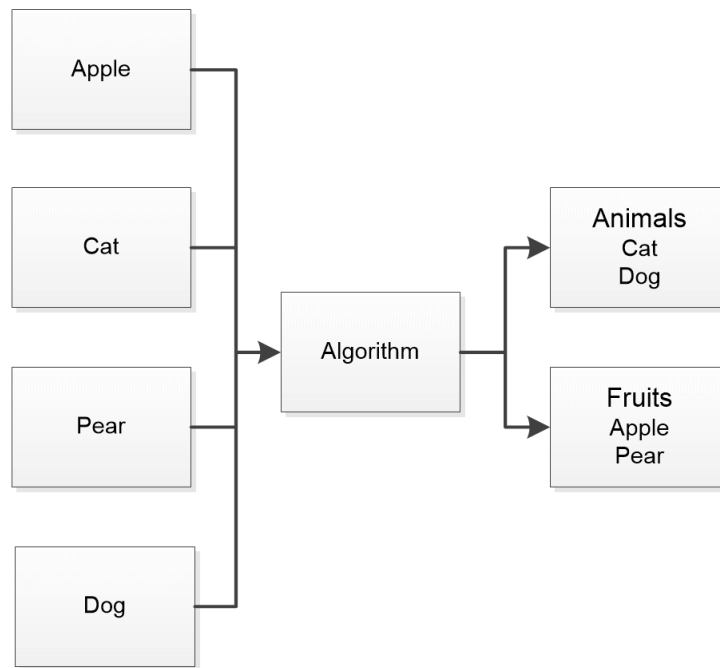 Apple
Cat
Pear
Dog
Algorithm
Animals
Cat
Dog
Fruits
Apple
Pear